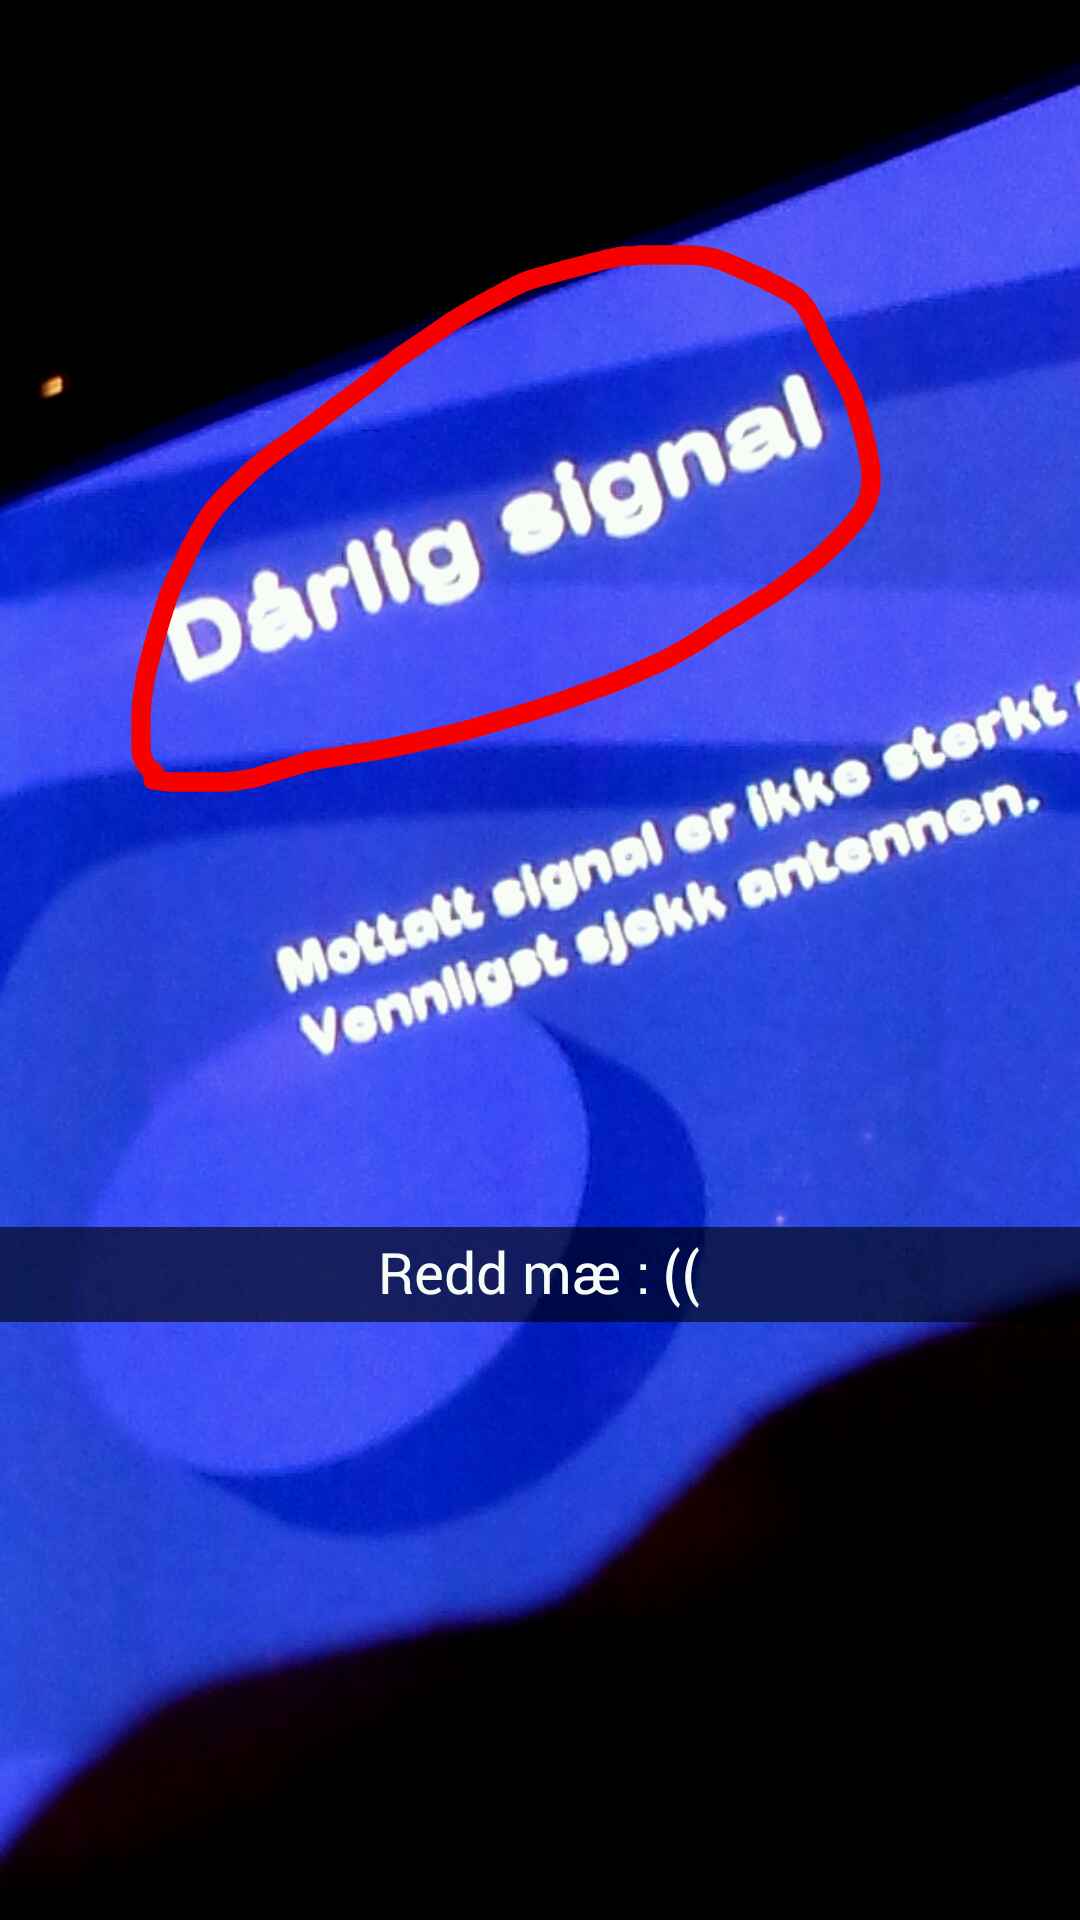 Dårlig signal
Mottatt signal er ikke sterkt
Vennligst sjekk antennen.
Redd mæ : ((